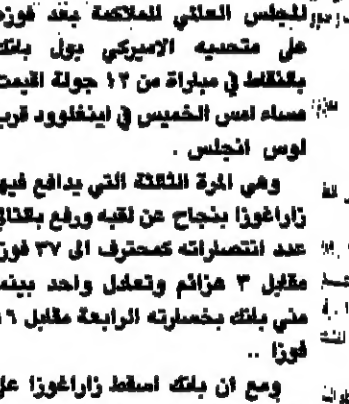 للمجلس العالمي للملاكمة بعد فوزه
على متحديه الاميركي بول بانك
بالنقاط في مباراة من ١٢ جولة اقيمت
مساء امس الخميس في اينغلوود قرب
لوس انجلس .
وهي المرة الثالثة التي يدافع فيها
زاراغوزا بنجاح عن لقبه ورفع بالتالي
عدد انتصاراته كمحترف الى ٣٧ فوزا
مقابل ٣ هزائم وتعادل واحد بينما
مني بانك بخسارته الرابعة مقابل ١٦
فوزا ..
ومع ان بانك اسقط زاراغوزا على